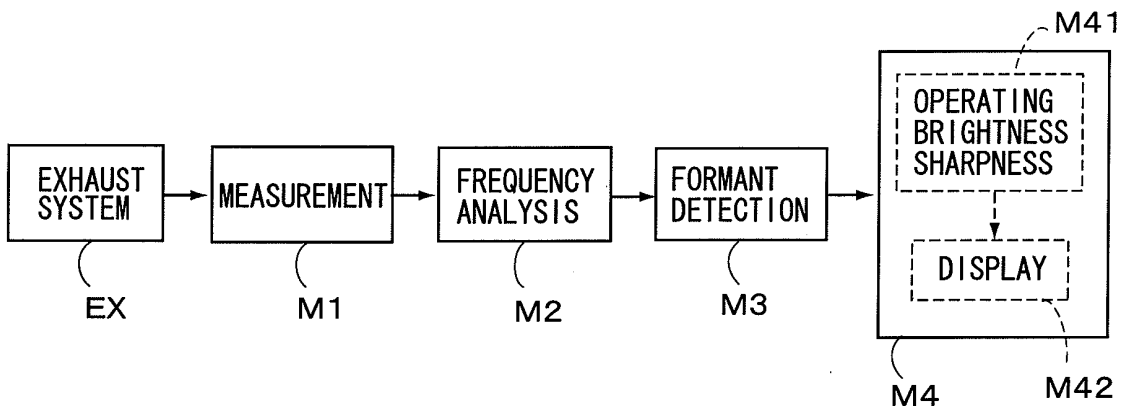 M41
OPERATING
BRIGHTNESS
SHARPNESS
EXHAUST
SYSTEM
MEASUREMENT
FREQUENCY
ANALYSIS
FORMANT
DETECTION
DISPLAY
EX
M1
M2
M3
M4
M42